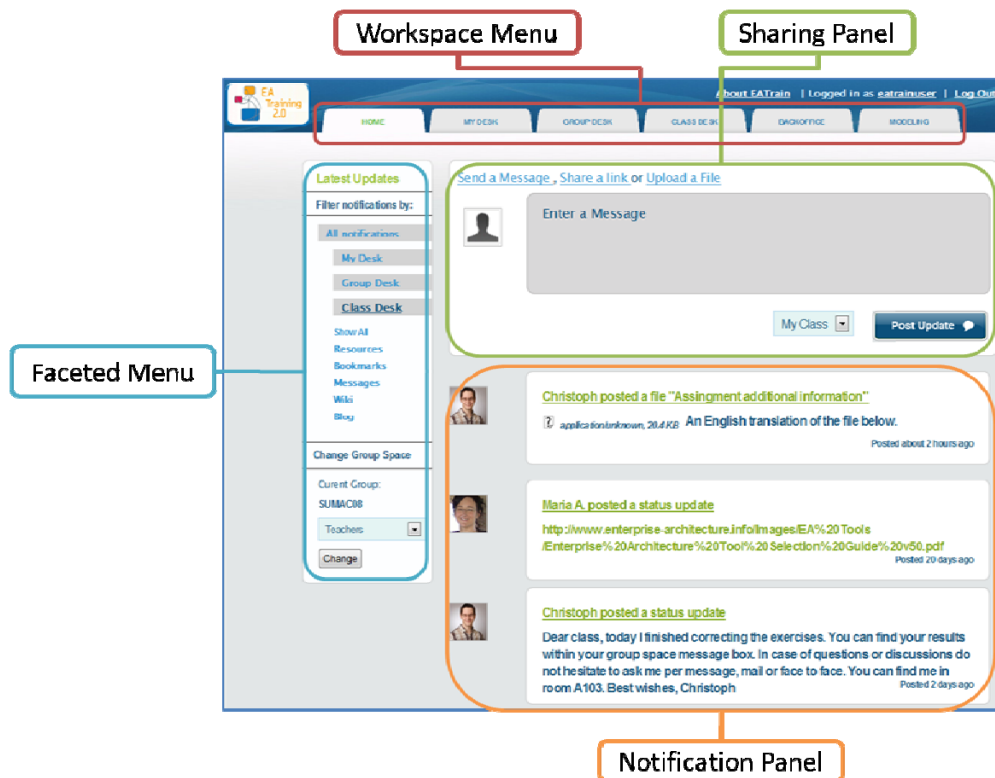 Workspace Menu
Sharing Panel
EA
Training
2.0
About EATrain | Logged in as eatrainuser | Log Out
HOME
MY DESK
GROUP DESK
CLASS DESK
BACKOFFICE
MODELING
Latest Updates
Filter notifications by:
All notifications
My Desk
Group Desk
Class Desk
Show All
Resources
Bookmarks
Messages
Wiki
Blog
Change Group Space
Curent Group:
SUMAC08
Teachers
Change
Faceted Menu
Send a Message , Share a link or Upload a File
Enter a Message
My Class
Post Update
Christoph posted a file "Assingment additional information"
? application/unknown, 20.4 KB An English translation of the file below.
Posted about 2 hours ago
Maria A. posted a status update
http://www.enterprise-architecture.info/Images/EA%20Tools
/Enterprise%20Architecture%20Tool%20Selection%20Guide%20v50.pdf
Posted 20 days ago
Christoph posted a status update
Dear class, today I finished correcting the exercises. You can find your results
within your group space message box. In case of questions or discussions do
not hesitate to ask me per message, mail or face to face. You can find me in
room A103. Best wishes, Christoph
Posted 2 days ago
Notification Panel